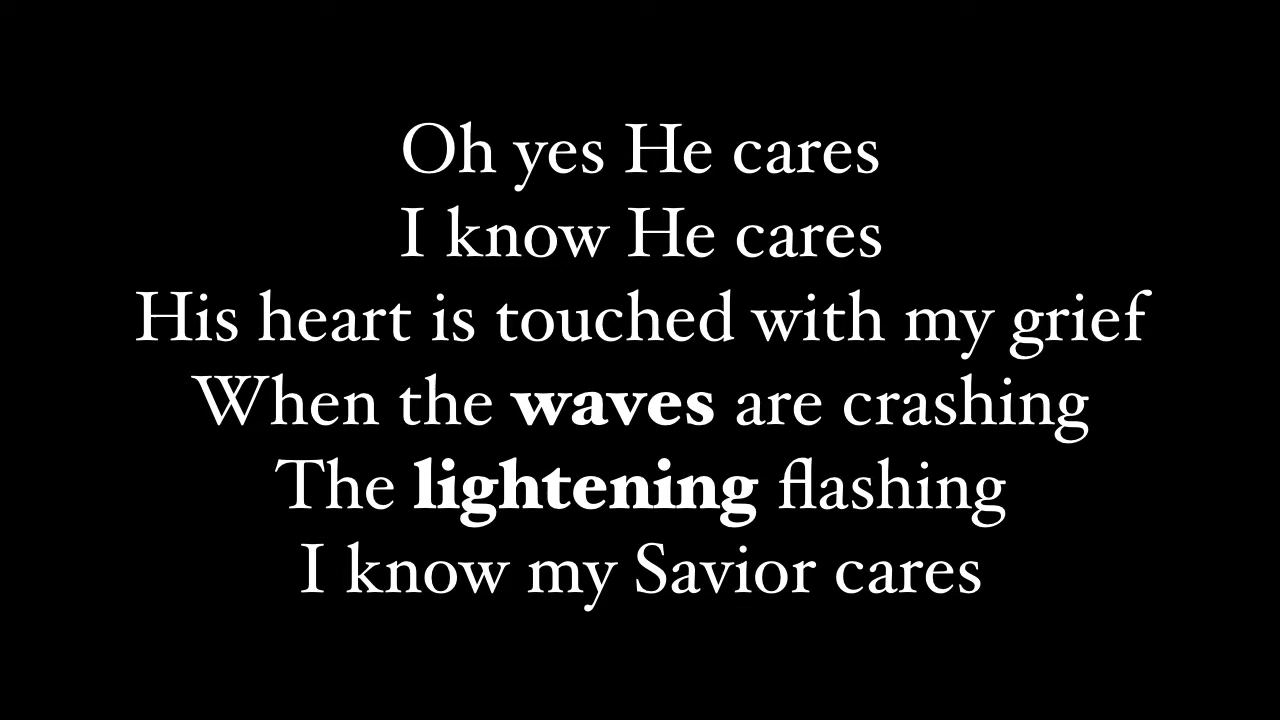 Oh yes He cares
I know He cares
His heart is touched with my grief
When the waves are crashing
The lightening flashing
I know my Savior cares